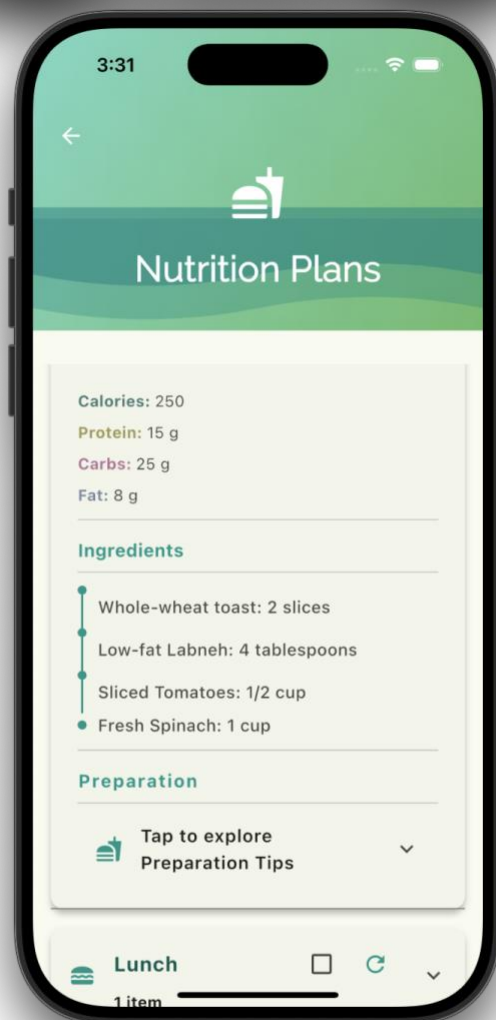 3:31
Nutrition Plans
Calories: 250
Protein: 15 g
Carbs: 25 g
Fat: 8 g
Ingredients
Whole-wheat toast: 2 slices
Low-fat Labneh: 4 tablespoons
Sliced Tomatoes: 1/2 cup
Fresh Spinach: 1 cup
Preparation
Tap to explore
Preparation Tips
Lunch
1 item